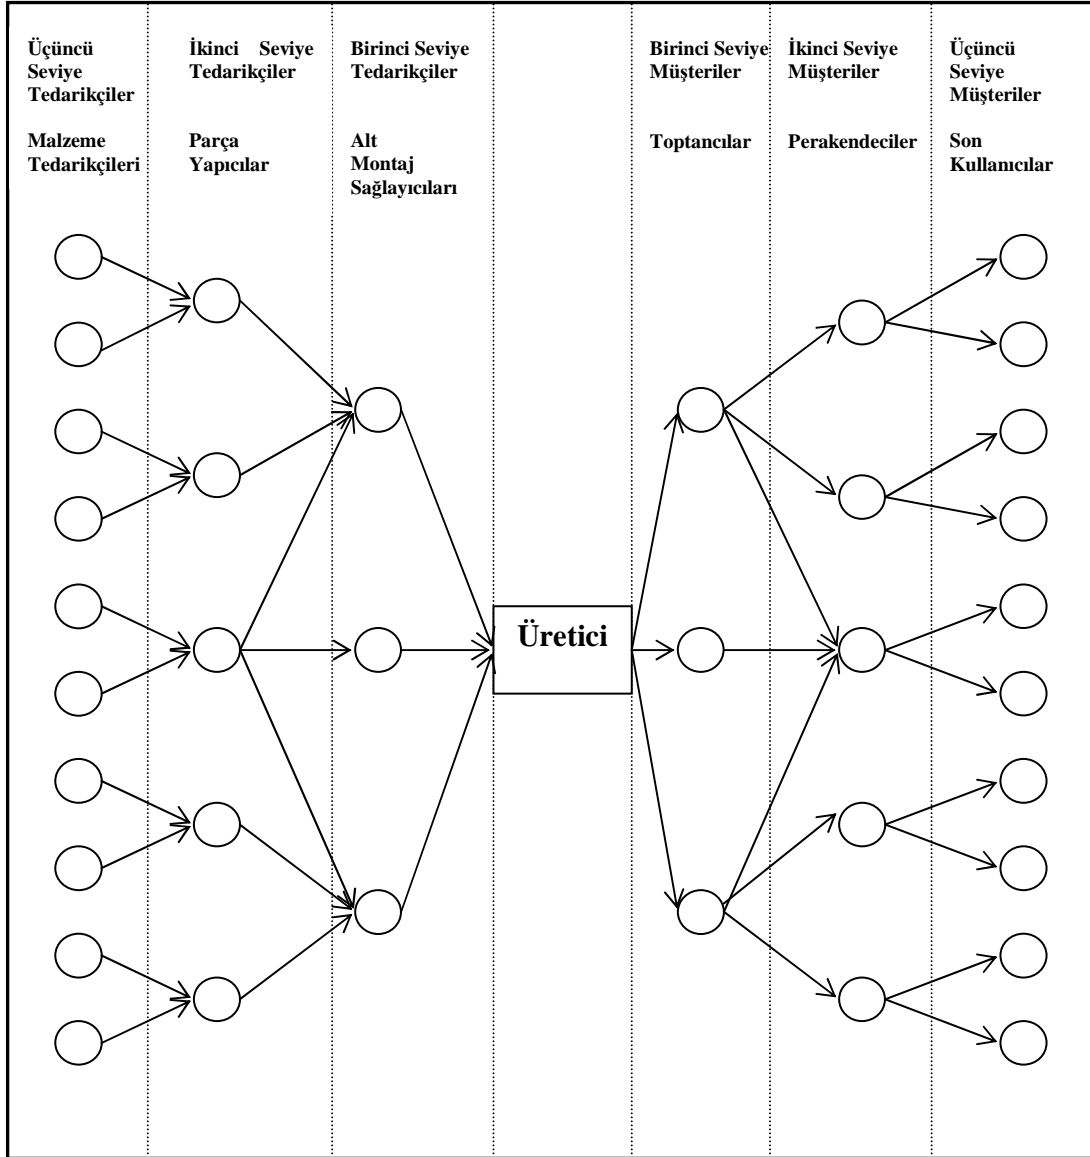 Üçüncü
Seviye
Tedarikçiler
Malzeme
Tedarikçileri
İkinci Seviye
Tedarikçiler
Parça
Yapıcılar
Birinci Seviye
Tedarikçiler
Alt
Montaj
Sağlayıcıları
Üretici
Birinci Seviye
Müşteriler
Toptancılar
İkinci Seviye
Müşteriler
Perakendeciler
Üçüncü
Seviye
Müşteriler
Son
Kullanıcılar